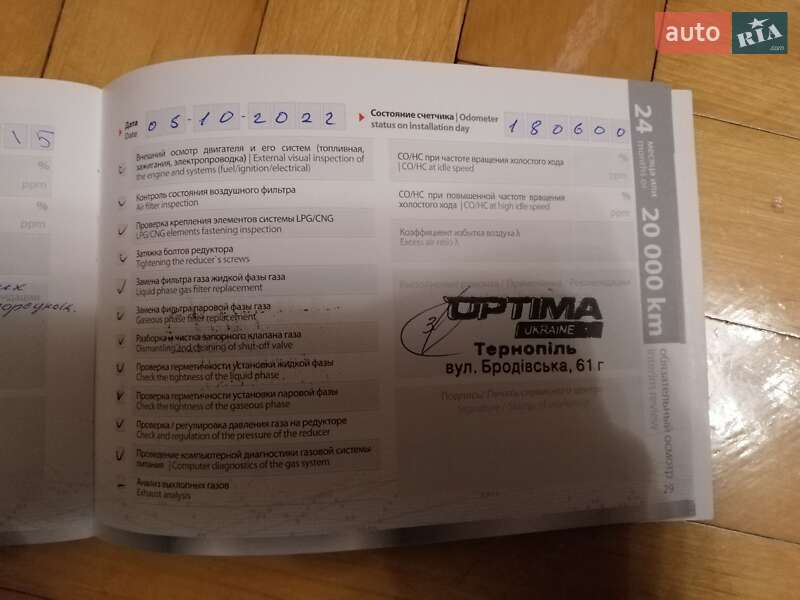 auto RIA .com
15
%
ppm
%
ppm
Дата
Date
05-10-2022
Состояние счетчика | Odometer
status on installation day
180600
Внешний осмотр двигателя и его систем (топливная,
зажигания, электропроводка) | External visual inspection of
the engine and systems (fuel/ignition/electrical)
Контроль состояния воздушного фильтра
Air filter inspection
Проверка крепления элементов системы LPG/CNG
LPG/CNG elements fastening inspection
Затяжка болтов редуктора
Tightening the reducer`s screws
Замена фильтра газа жидкой фазы газа
Liquid phase gas filter replacement
Замена фильтра паровой фазы газа
Gaseous phase filter replacement
Разборка и чистка запорного клапана газа
Dismantling and cleaning of shut-off valve
Проверка герметичности установки жидкой фазы
Check the tightness of the liquid phase
Проверка герметичности установки паровой фазы
Check the tightness of the gaseous phase
Проверка / регулировка давления газа на редукторе
Check and regulation of the pressure of the reducer
Проведение компьютерной диагностики газовой системы
питания | Computer diagnostics of the gas system
Анализ выхлопных газов
Exhaust analysis
CO/HC при частоте вращения холостого хода
| CO/HC at idle speed
%
ppm
CO/HC при повышенной частоте вращения
холостого хода | CO/HC at high idle speed
%
ppm
Коэффициент избытка воздуха λ
Excess air ratio λ
OPTIMA
UKRAINE
Тернопіль
вул. Бродівська, 61 г
Подпись/ Печать сервисного центра
24 месяца или
months or
20 000 km
обязательный осмотр
interim review